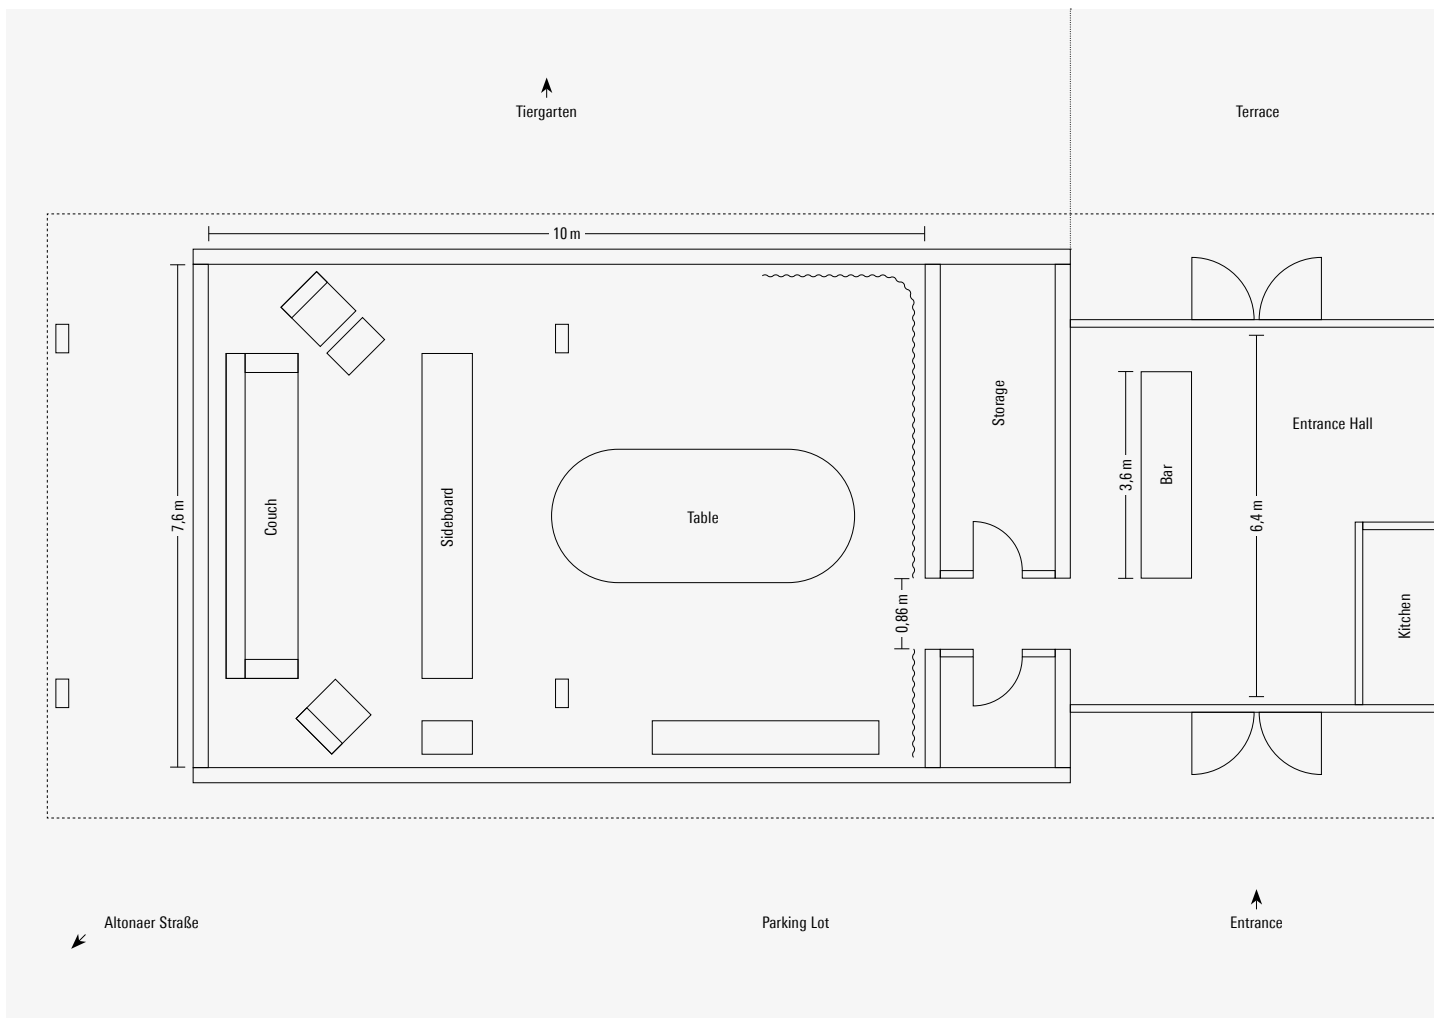 Tiergarten
Terrace
10 m
7,6 m
Couch
Sideboard
Table
Storage
0,86 m
3,6 m
Bar
6,4 m
Entrance Hall
Kitchen
Altonaer Straße
Parking Lot
Entrance